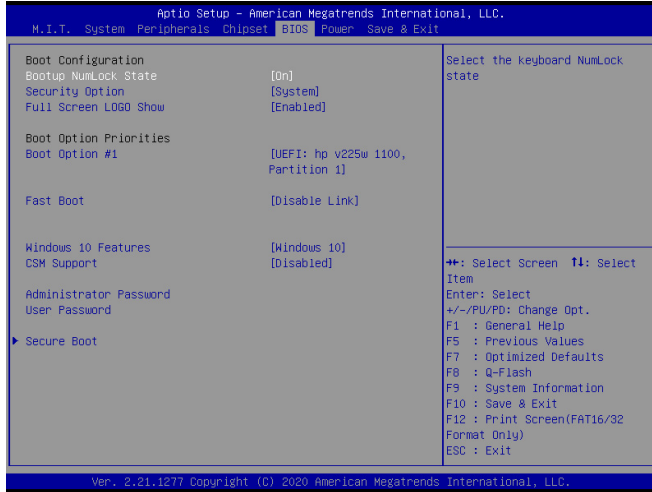 Aptio Setup - American Megatrends International, LLC.
M.I.T. System Peripherals Chipset BIOS Power Save & Exit
Boot Configuration
Bootup NumLock State [On]
Security Option [System]
Full Screen LOGO Show [Enabled]
Boot Option Priorities
Boot Option #1 [UEFI: hp v225w 1100,
Partition 1]
Fast Boot [Disable Link]
Windows 10 Features [Windows 10]
CSM Support [Disabled]
Administrator Password
User Password
Secure Boot
Select the keyboard NumLock
state
→←: Select Screen ↑↓: Select
Item
Enter: Select
+/-/PU/PD: Change Opt.
F1 : General Help
F5 : Previous Values
F7 : Optimized Defaults
F8 : Q-Flash
F9 : System Information
F10 : Save & Exit
F12 : Print Screen(FAT16/32
Format Only)
ESC : Exit
Ver. 2.21.1277 Copyright (C) 2020 American Megatrends International, LLC.